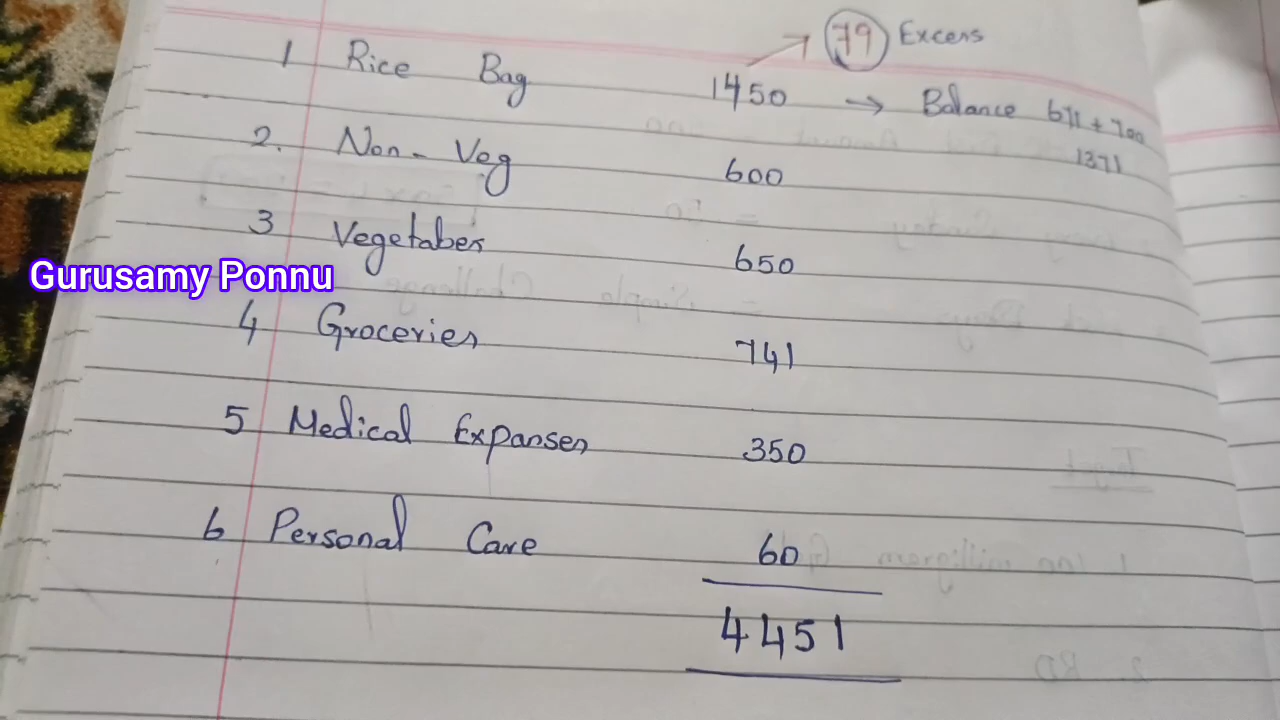 79 Excess
1 Rice Bag 1450 → Balance 671 + 700
1371
2. Non-Veg 600
3 Vegetabes 650
Gurusamy Ponnu
4 Groceries 741
5 Medical Expanses 350
6 Personal Care 60
4451